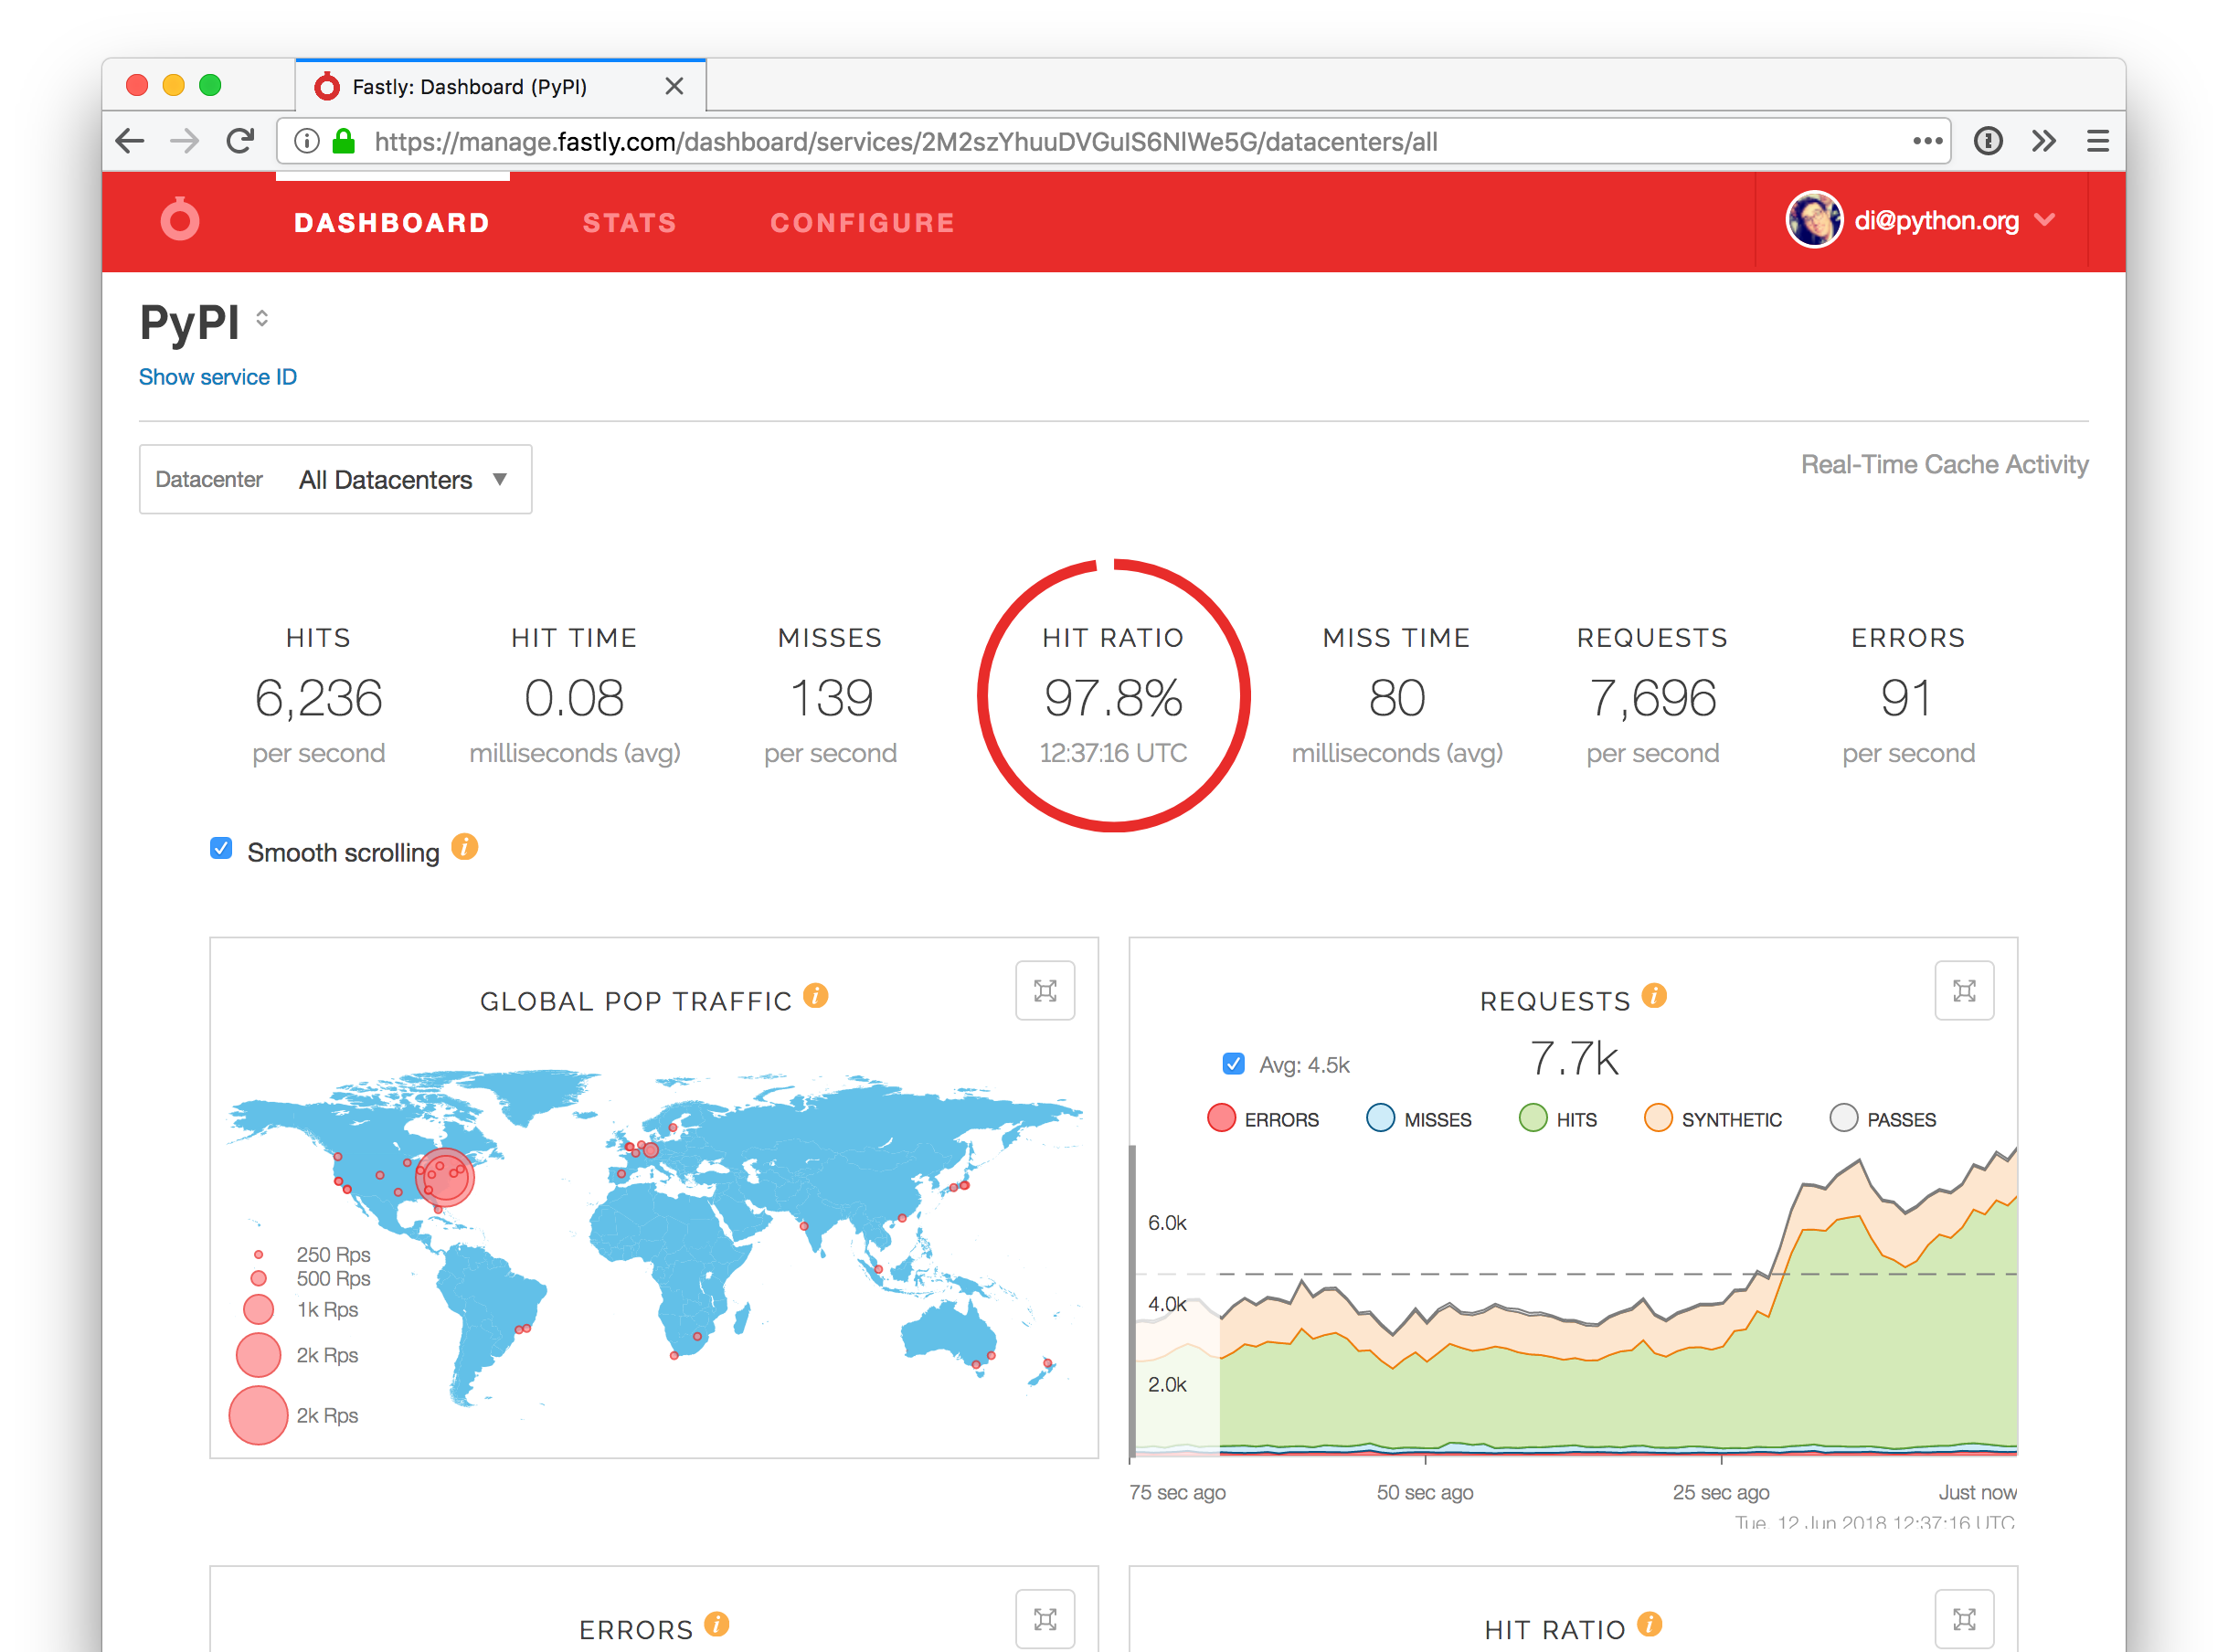 Fastly: Dashboard (PyPI)
https://manage.fastly.com/dashboard/services/2M2szYhuuDVGuIS6NlWe5G/datacenters/all
DASHBOARD STATS CONFIGURE di@python.org
PyPI
Show service ID
Datacenter All Datacenters
Real-Time Cache Activity
HITS HIT TIME MISSES HIT RATIO MISS TIME REQUESTS ERRORS
6,236 0.08 139 97.8% 80 7,696 91
per second milliseconds (avg) per second 12:37:16 UTC milliseconds (avg) per second per second
Smooth scrolling
GLOBAL POP TRAFFIC
250 Rps
500 Rps
1k Rps
2k Rps
2k Rps
REQUESTS
7.7k
Avg: 4.5k
ERRORS MISSES HITS SYNTHETIC PASSES
6.0k
4.0k
2.0k
75 sec ago 50 sec ago 25 sec ago Just now
Tue, 12 Jun 2018 12:37:16 UTC
ERRORS
HIT RATIO